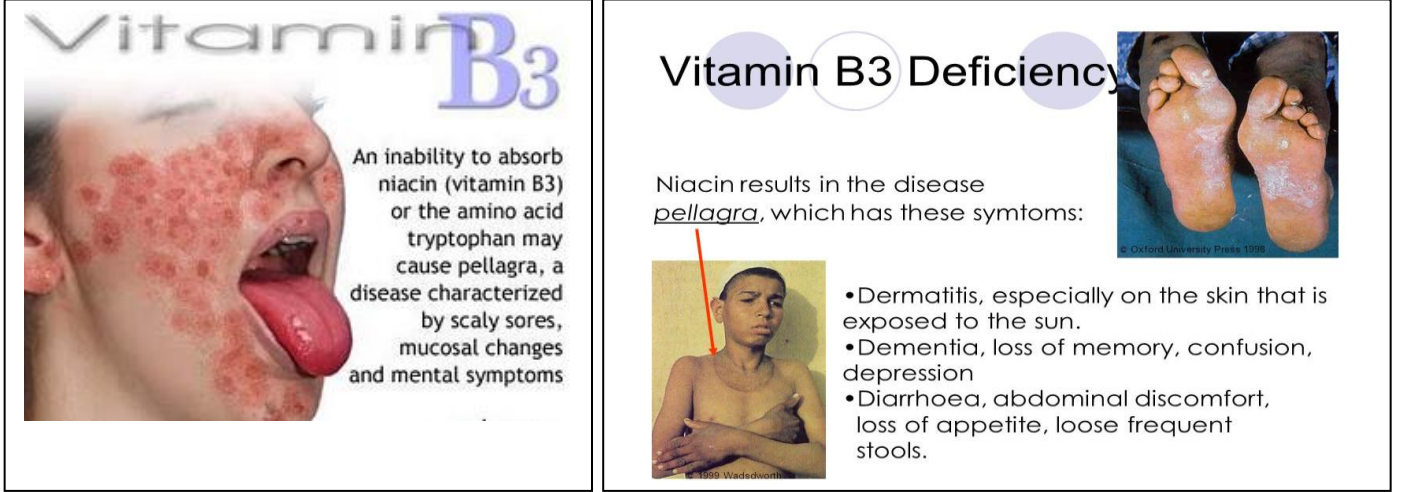 Vitamin
B3
An inability to absorb
niacin (vitamin B3)
or the amino acid
tryptophan may
cause pellagra, a
disease characterized
by scaly sores,
mucosal changes
and mental symptoms
Vitamin B3 Deficiency
© Oxford University Press 1998
Niacin results in the disease
pellagra, which has these symtoms:
•Dermatitis, especially on the skin that is
exposed to the sun.
•Dementia, loss of memory, confusion,
depression
•Diarrhoea, abdominal discomfort,
loss of appetite, loose frequent
stools.
© 1999 Wadsworth